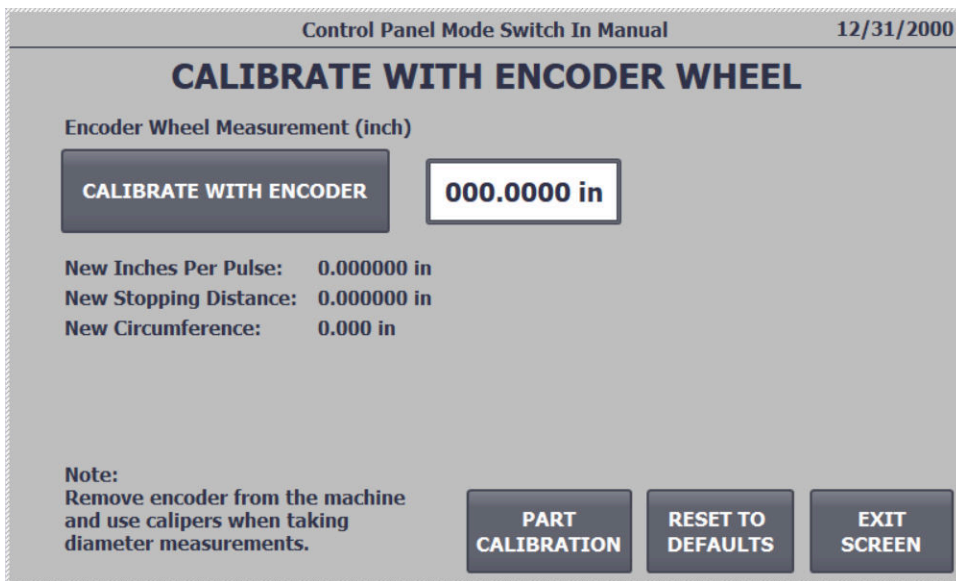 Control Panel Mode Switch In Manual 12/31/2000
CALIBRATE WITH ENCODER WHEEL
Encoder Wheel Measurement (inch)
CALIBRATE WITH ENCODER 000.0000 in
New Inches Per Pulse: 0.000000 in
New Stopping Distance: 0.000000 in
New Circumference: 0.000 in
Note:
Remove encoder from the machine
and use calipers when taking
diameter measurements.
PART
CALIBRATION
RESET TO
DEFAULTS
EXIT
SCREEN